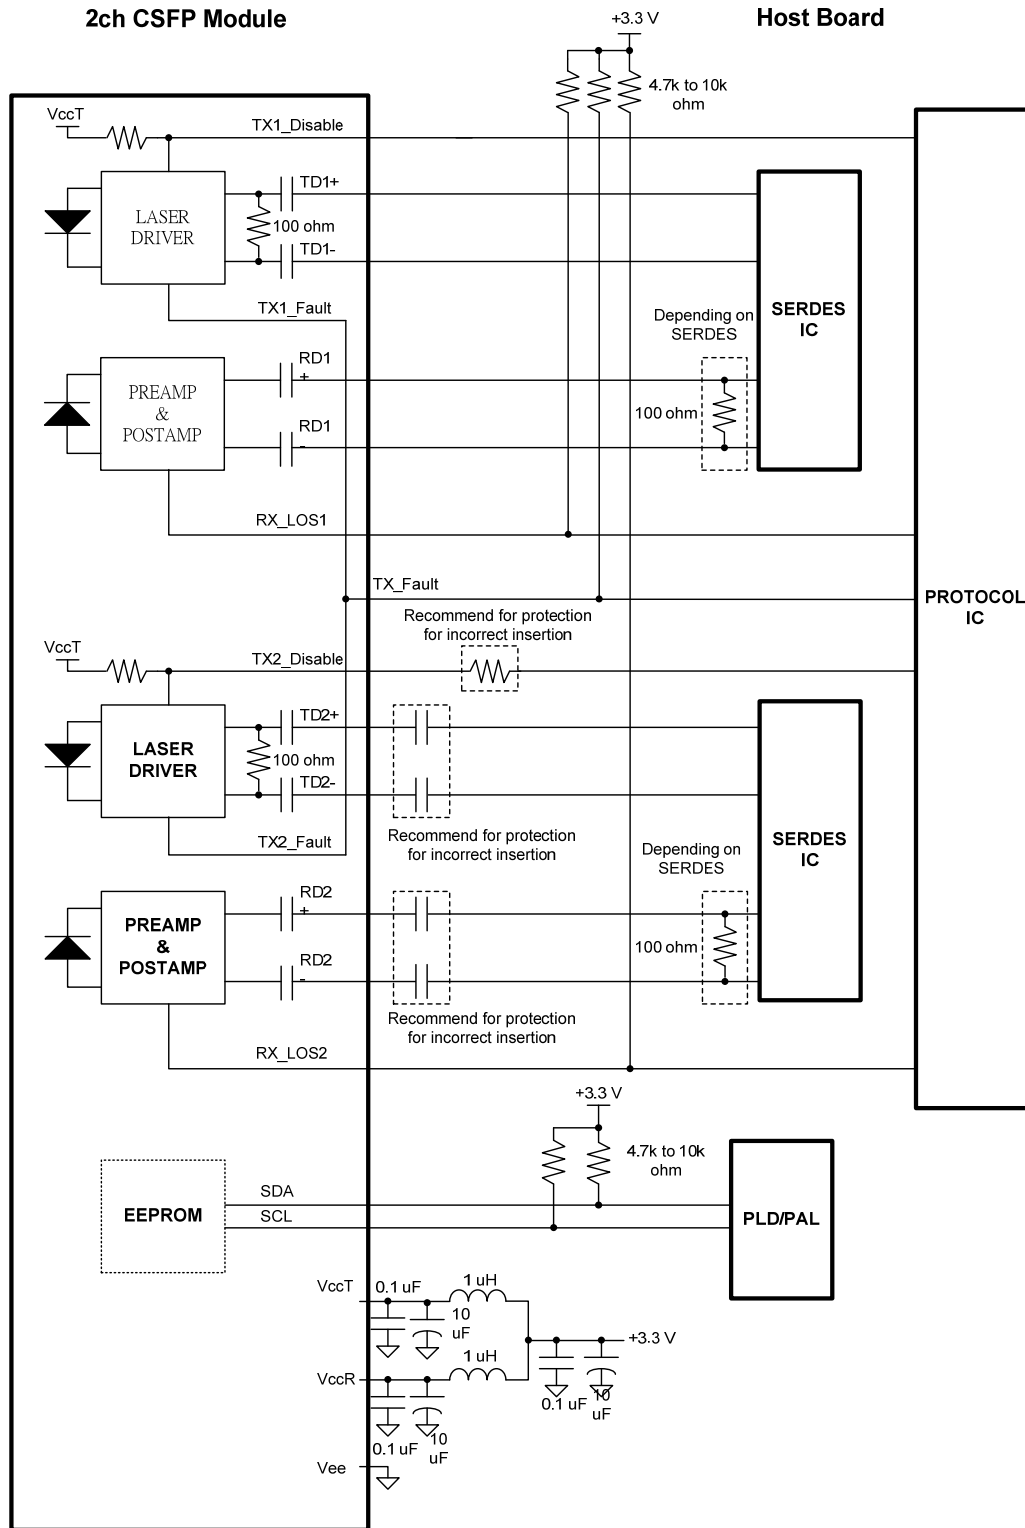 2ch CSFP Module
Host Board
+3.3 V
4.7k to 10k
ohm
VccT
TX1_Disable
LASER
DRIVER
TD1+
100 ohm
TD1-
TX1_Fault
SERDES
IC
Depending on
SERDES
PREAMP
&
POSTAMP
RD1
+
RD1
-
100 ohm
RX_LOS1
TX_Fault
PROTOCOL
IC
Recommend for protection
for incorrect insertion
VccT
TX2_Disable
LASER
DRIVER
TD2+
100 ohm
TD2-
TX2_Fault
Recommend for protection
for incorrect insertion
SERDES
IC
Depending on
SERDES
PREAMP
&
POSTAMP
RD2
+
RD2
-
100 ohm
Recommend for protection
for incorrect insertion
RX_LOS2
+3.3 V
4.7k to 10k
ohm
EEPROM
SDA
SCL
PLD/PAL
VccT
0.1 uF
1 uH
10
uF
+3.3 V
1 uH
VccR
0.1 uF
10
uF
0.1 uF
10
uF
Vee